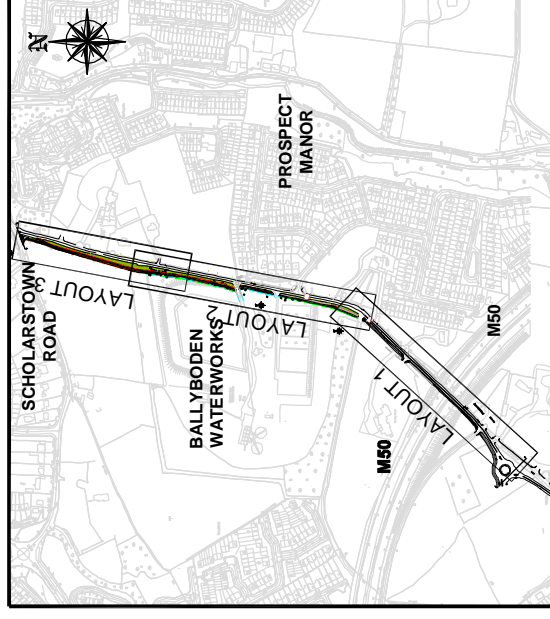 N
PROSPECT
MANOR
SCHOLARSTOWN
ROAD
LAYOUT 3
BALLYBODEN
WATERWORKS
LAYOUT 2
M50
M50
LAYOUT 1